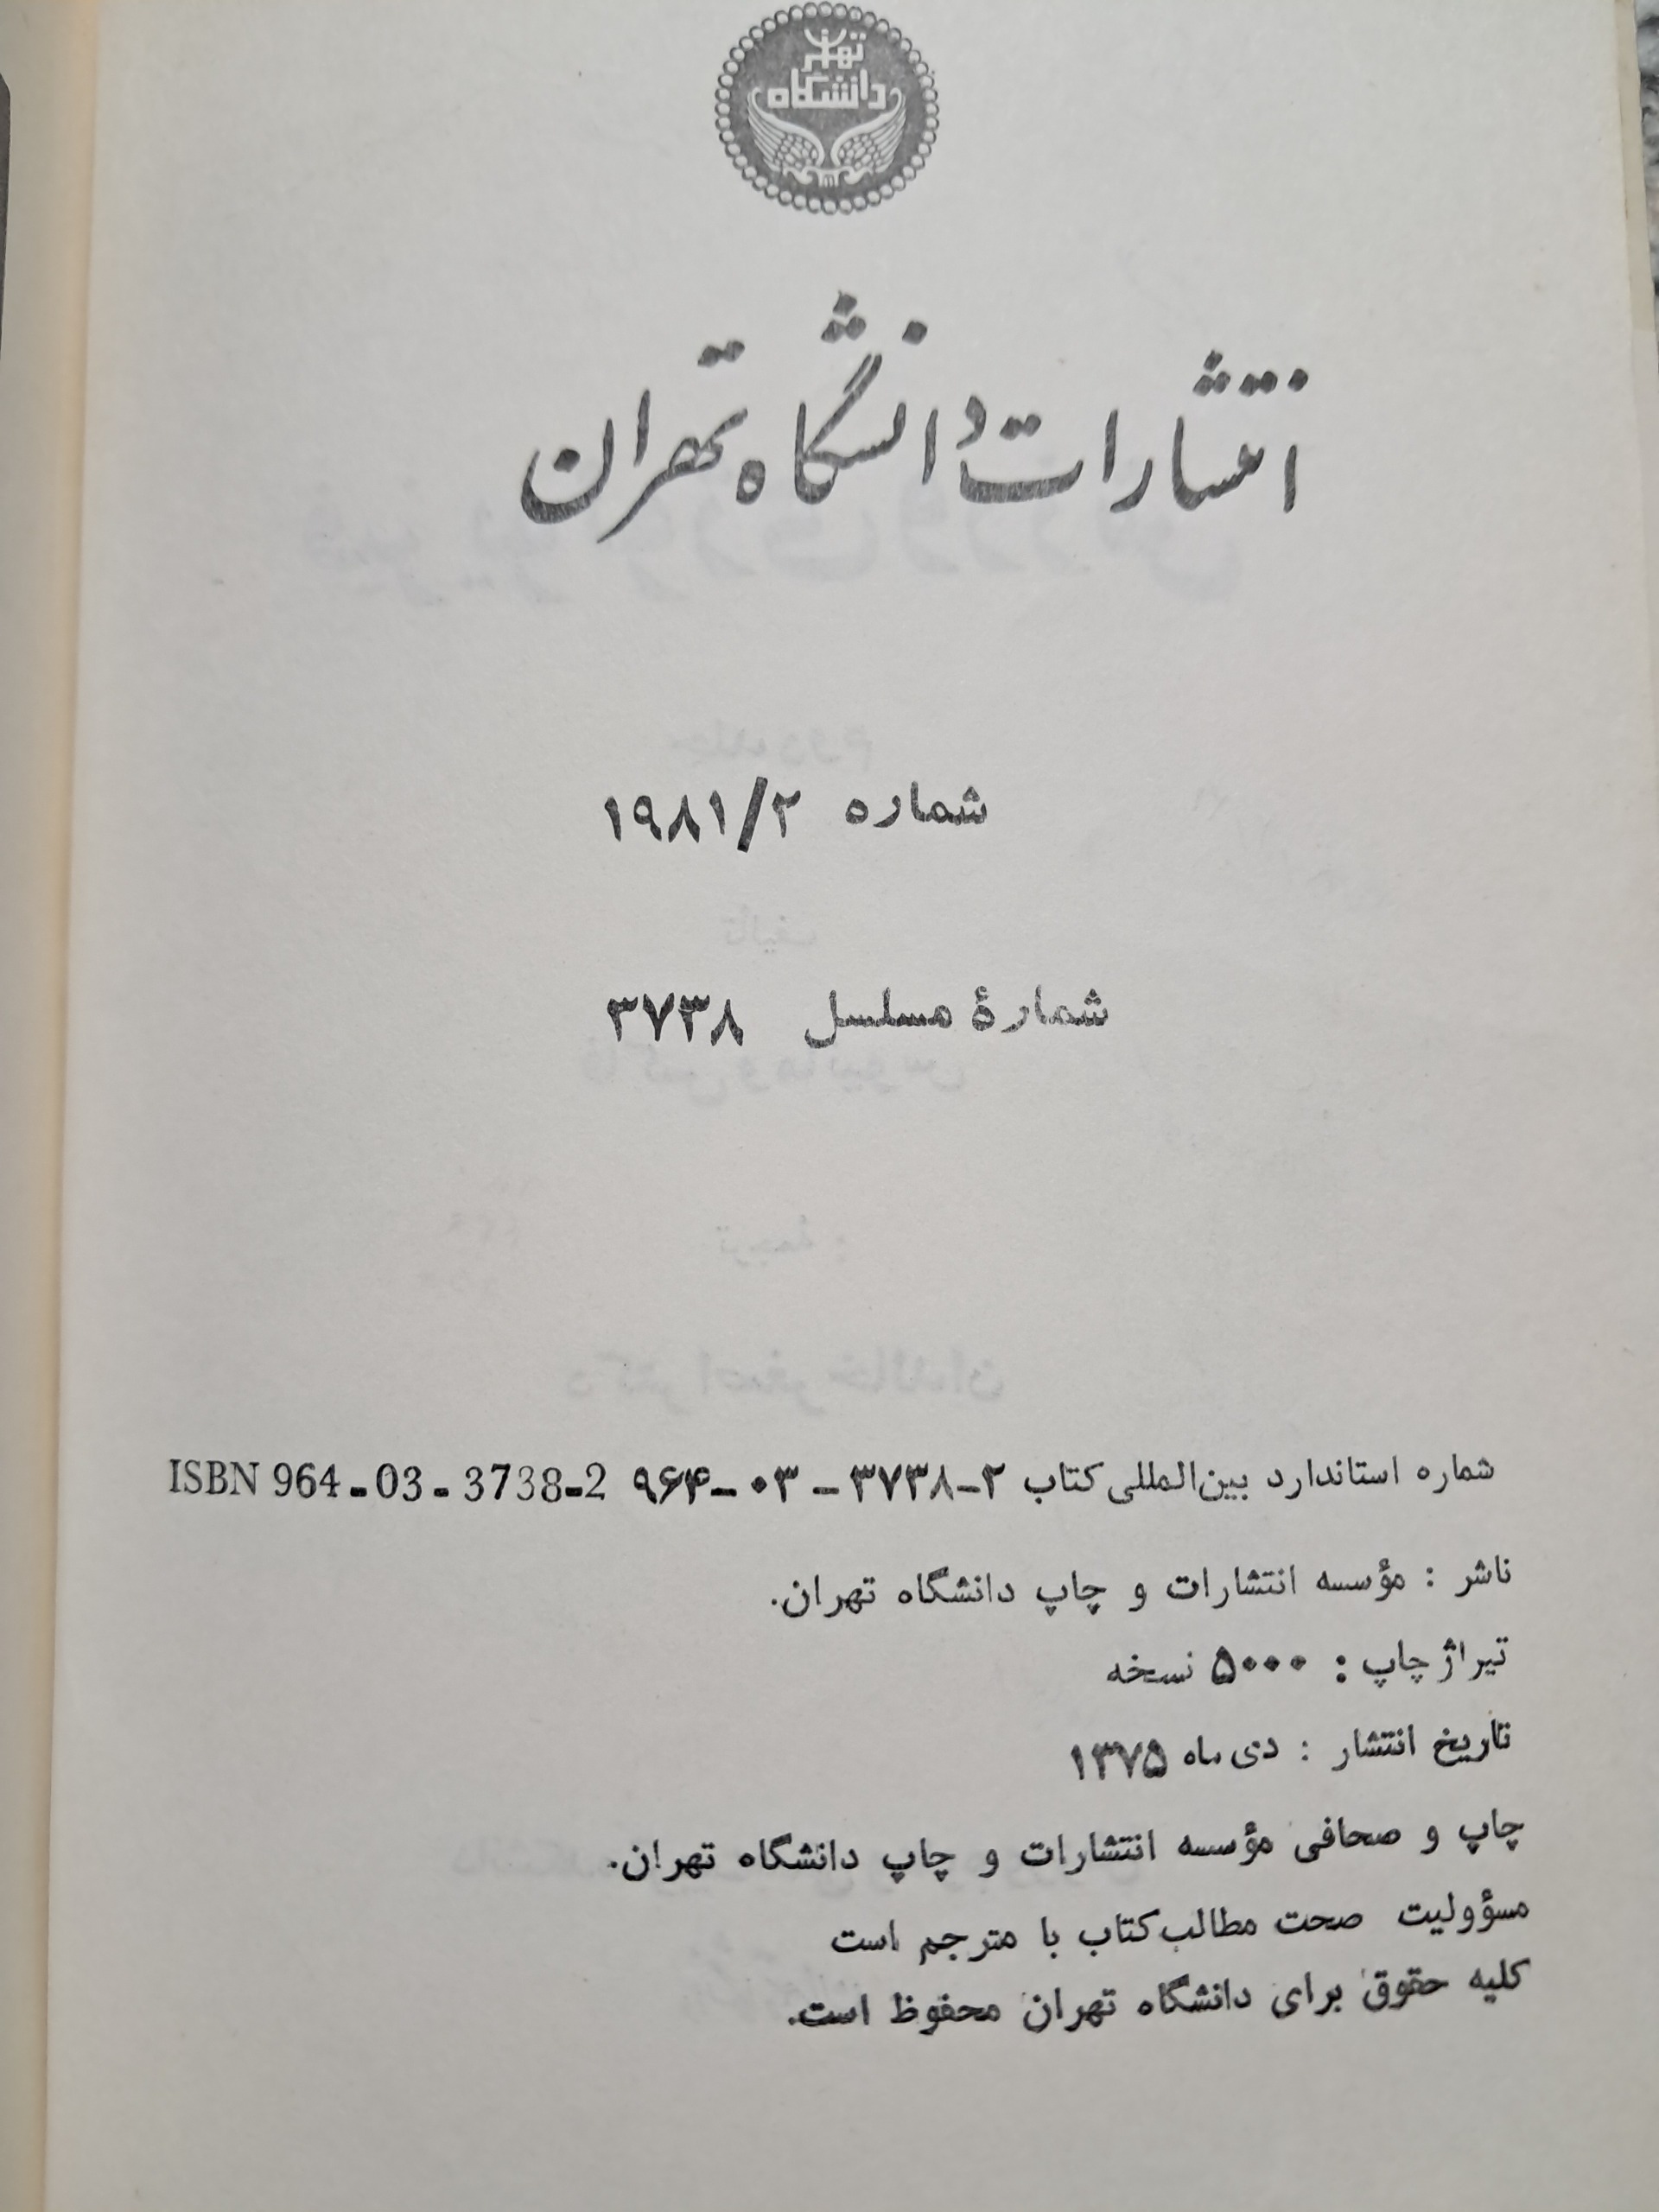 دانشگاه تهران
انتشارات دانشگاه تهران
شماره ۱۹۸۱/۲
شمارهٔ مسلسل ۳۷۳۸
شماره استاندارد بین‌المللی کتاب ۲-۳۷۳۸-۰۳-۹۶۴ ISBN 964-03-3738-2
ناشر : مؤسسه انتشارات و چاپ دانشگاه تهران.
تیراژ چاپ : ۵۰۰۰ نسخه
تاریخ انتشار : دی ماه ۱۳۷۵
چاپ و صحافی مؤسسه انتشارات و چاپ دانشگاه تهران.
مسؤولیت صحت مطالب کتاب با مترجم است
کلیه حقوق برای دانشگاه تهران محفوظ است.